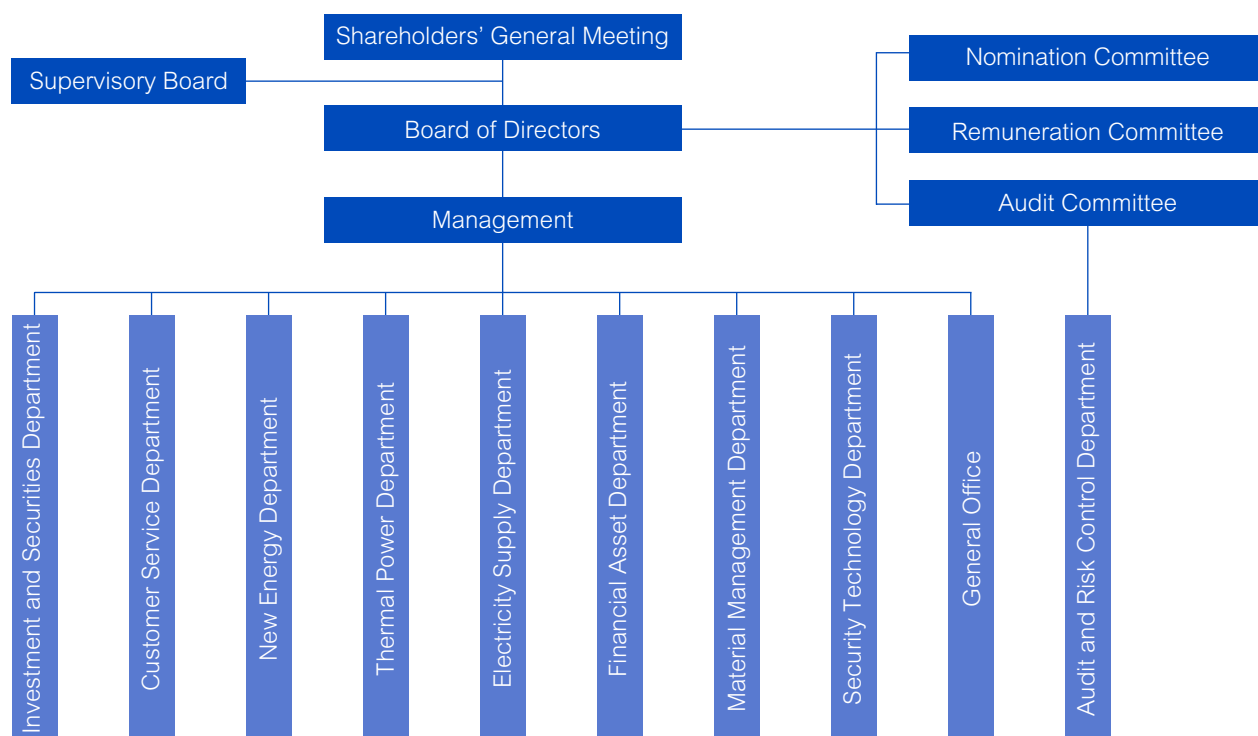 Shareholders’ General Meeting
Supervisory Board
Board of Directors
Management
Nomination Committee
Remuneration Committee
Audit Committee
Investment and Securities Department
Customer Service Department
New Energy Department
Thermal Power Department
Electricity Supply Department
Financial Asset Department
Material Management Department
Security Technology Department
General Office
Audit and Risk Control Department